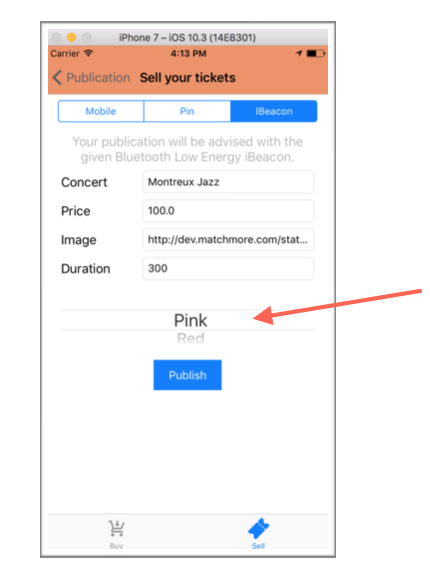 iPhone 7 – iOS 10.3 (14E8301)
Carrier 4:13 PM
Publication Sell your tickets
Mobile Pin IBeacon
Your publication will be advised with the
given Bluetooth Low Energy iBeacon.
Concert Montreux Jazz
Price 100.0
Image http://dev.matchmore.com/stat...
Duration 300
Pink
Red
Publish
Buy Sell